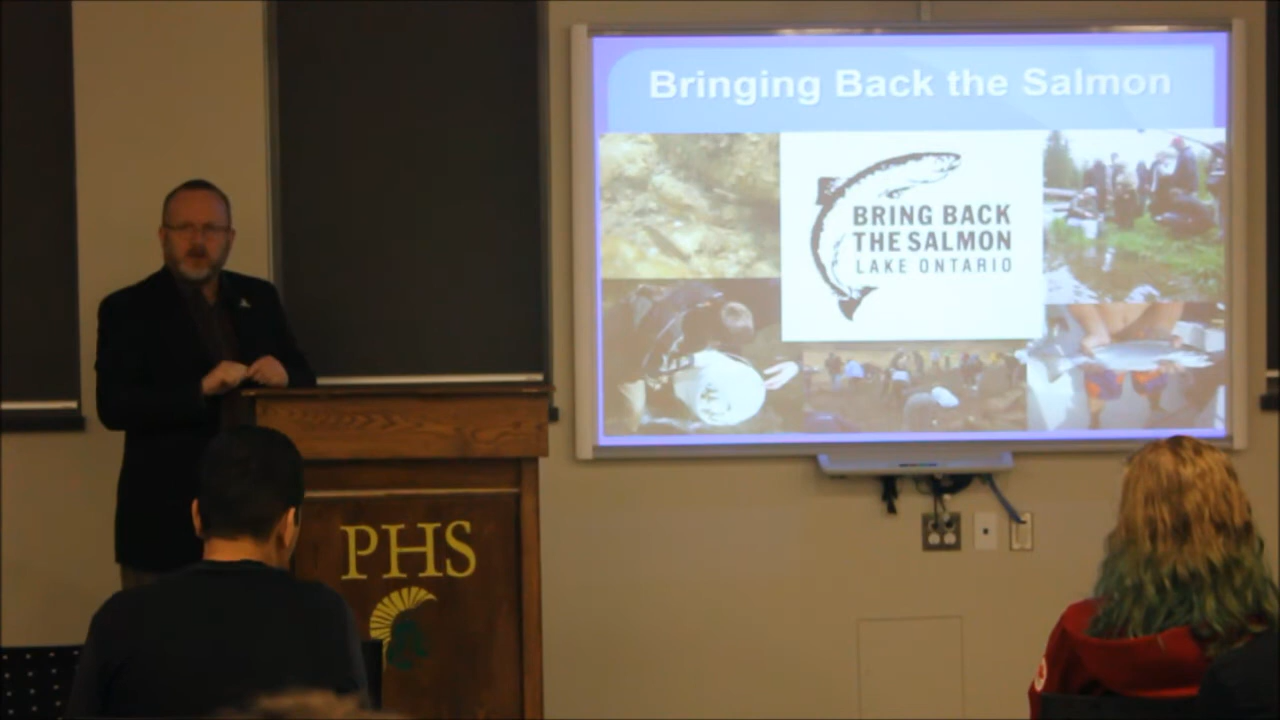 Bringing Back the Salmon
BRING BACK
THE SALMON
LAKE ONTARIO
PHS